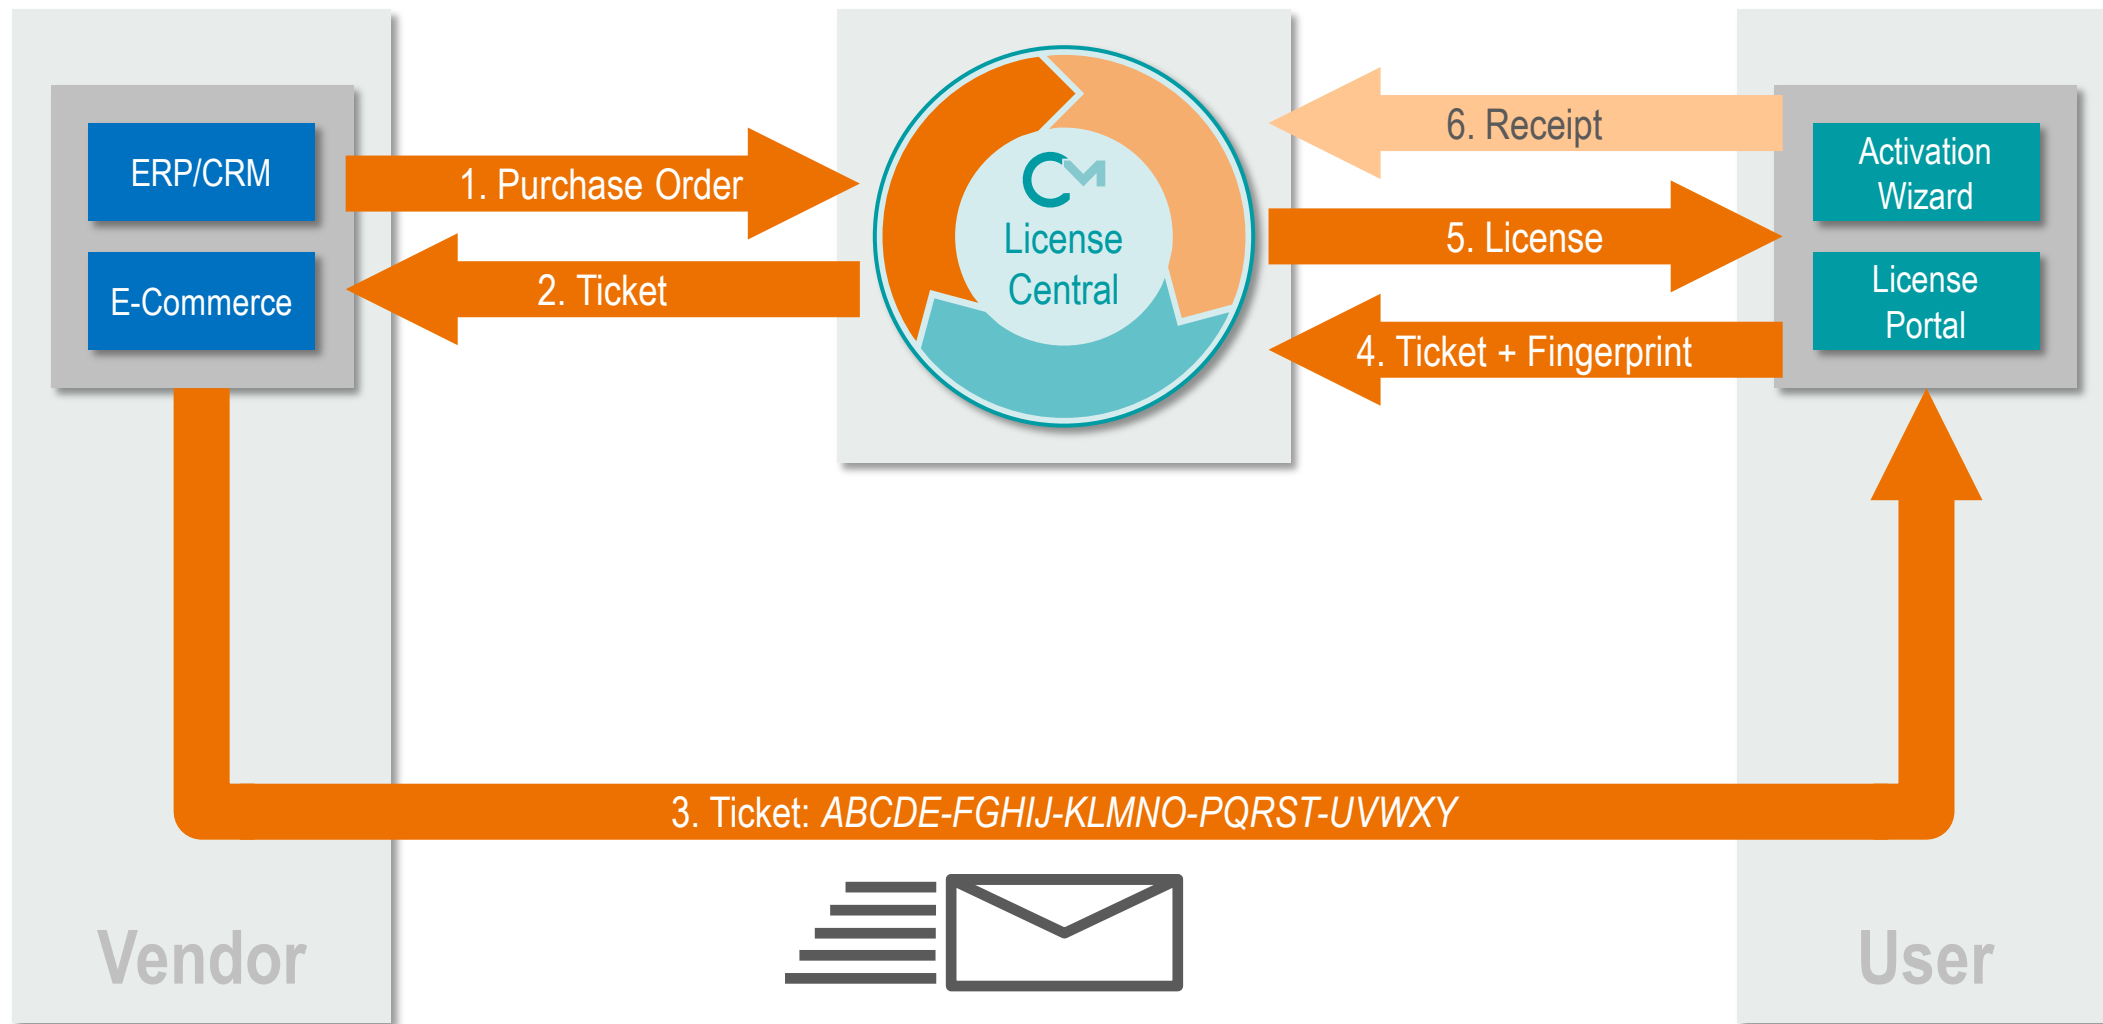 ERP/CRM
E-Commerce
1. Purchase Order
2. Ticket
CM
License
Central
6. Receipt
5. License
4. Ticket + Fingerprint
Activation
Wizard
License
Portal
3. Ticket: ABCDE-FGHIJ-KLMNO-PQRST-UVWXY
Vendor
User